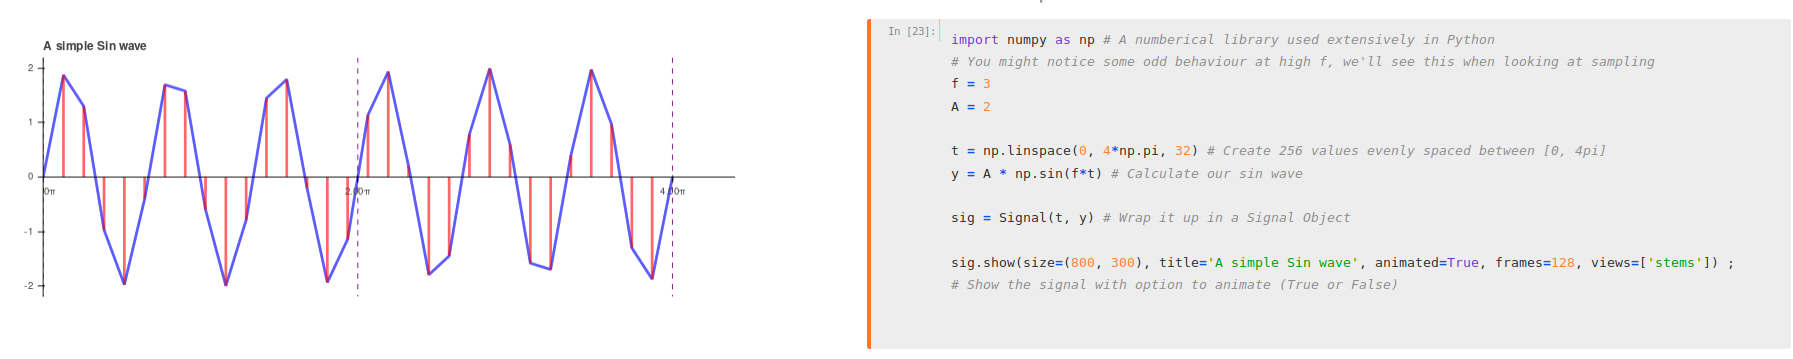 A simple Sin wave
2
1
0
-1
-2
0π
2.00π
4.00π
In [23]:
import numpy as np # A numberical library used extensively in Python
# You might notice some odd behaviour at high f, we'll see this when looking at sampling
f = 3
A = 2
t = np.linspace(0, 4*np.pi, 32) # Create 256 values evenly spaced between [0, 4pi]
y = A * np.sin(f*t) # Calculate our sin wave
sig = Signal(t, y) # Wrap it up in a Signal Object
sig.show(size=(800, 300), title='A simple Sin wave', animated=True, frames=128, views=['stems']) ;
# Show the signal with option to animate (True or False)